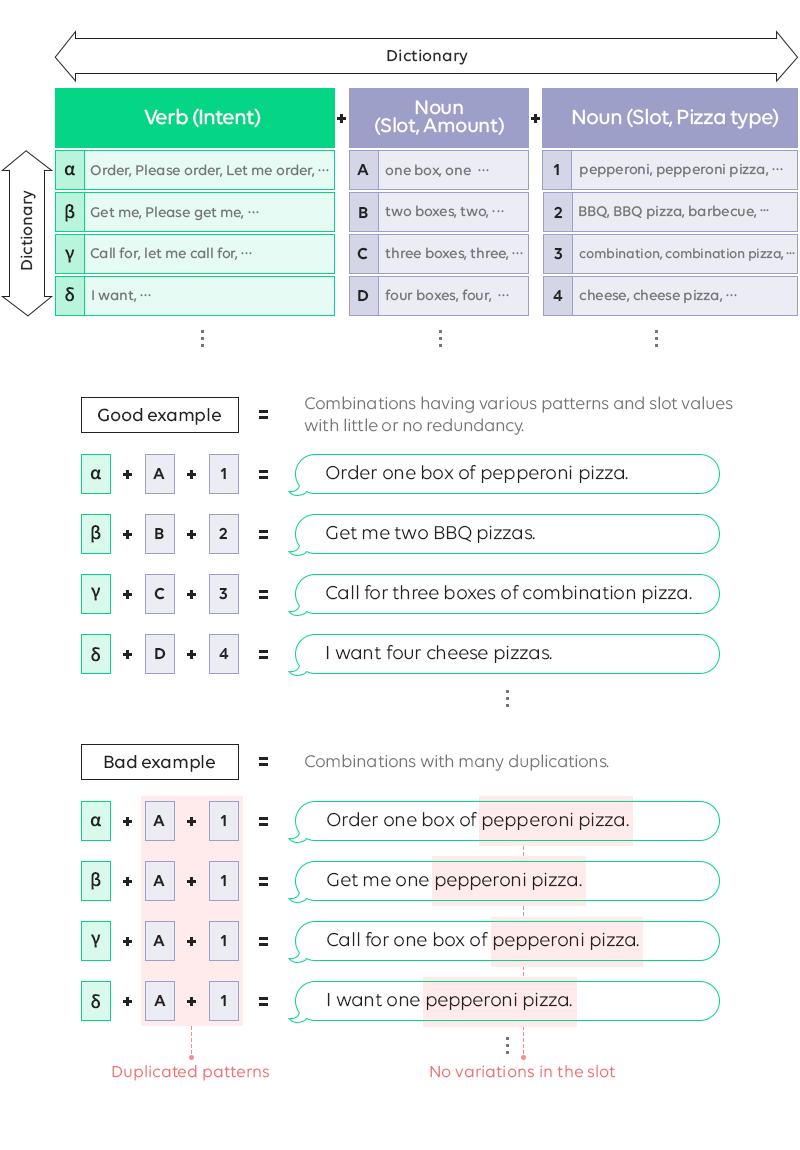 Dictionary
Verb (Intent) + Noun (Slot, Amount) + Noun (Slot, Pizza type)
Dictionary
α Order, Please order, Let me order, ··· A one box, one ··· 1 pepperoni, pepperoni pizza, ···
β Get me, Please get me, ··· B two boxes, two, ··· 2 BBQ, BBQ pizza, barbecue, ···
γ Call for, let me call for, ··· C three boxes, three, ··· 3 combination, combination pizza, ···
δ I want, ··· D four boxes, four, ··· 4 cheese, cheese pizza, ···
Good example = Combinations having various patterns and slot values
with little or no redundancy.
α + A + 1 = Order one box of pepperoni pizza.
β + B + 2 = Get me two BBQ pizzas.
γ + C + 3 = Call for three boxes of combination pizza.
δ + D + 4 = I want four cheese pizzas.
Bad example = Combinations with many duplications.
α + A + 1 = Order one box of pepperoni pizza.
β + A + 1 = Get me one pepperoni pizza.
γ + A + 1 = Call for one box of pepperoni pizza.
δ + A + 1 = I want one pepperoni pizza.
Duplicated patterns No variations in the slot